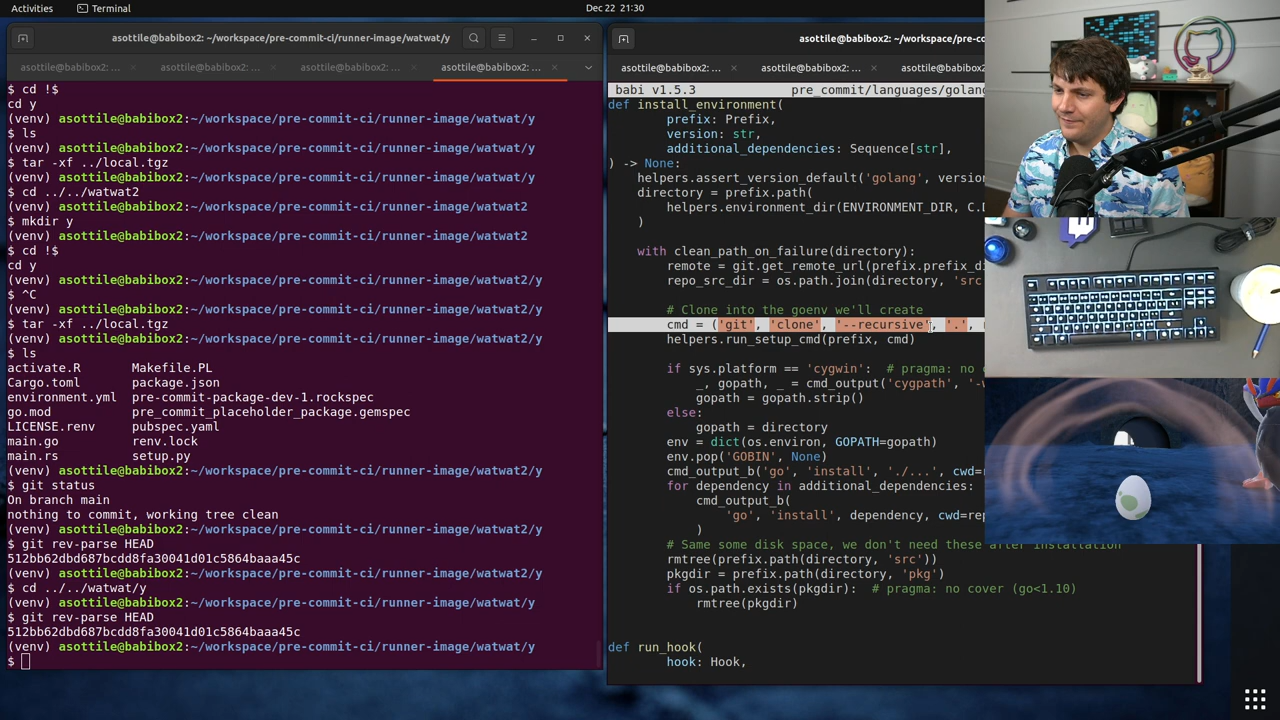 Activities
Terminal
Dec 22 21:30
asottile@babibox2: ~/workspace/pre-commit-ci/runner-image/watwat/y
asottile@babibox2: ~/workspace/pre-co
asottile@babibox2: ...
asottile@babibox2: ...
asottile@babibox2: ...
asottile@babibox2: ...
asottile@babibox2: ...
asottile@babibox2: ...
asottile@babibox2
$ cd !$
cd y
(venv) asottile@babibox2:~/workspace/pre-commit-ci/runner-image/watwat/y
$ ls
(venv) asottile@babibox2:~/workspace/pre-commit-ci/runner-image/watwat/y
$ tar -xf ../local.tgz
(venv) asottile@babibox2:~/workspace/pre-commit-ci/runner-image/watwat/y
$ cd ../../watwat2
(venv) asottile@babibox2:~/workspace/pre-commit-ci/runner-image/watwat2
$ mkdir y
(venv) asottile@babibox2:~/workspace/pre-commit-ci/runner-image/watwat2
$ cd !$
cd y
(venv) asottile@babibox2:~/workspace/pre-commit-ci/runner-image/watwat2/y
$ ^C
(venv) asottile@babibox2:~/workspace/pre-commit-ci/runner-image/watwat2/y
$ tar -xf ../local.tgz
(venv) asottile@babibox2:~/workspace/pre-commit-ci/runner-image/watwat2/y
$ ls
activate.R Makefile.PL
Cargo.toml package.json
environment.yml pre-commit-package-dev-1.rockspec
go.mod pre_commit_placeholder_package.gemspec
LICENSE.renv pubspec.yaml
main.go renv.lock
main.rs setup.py
(venv) asottile@babibox2:~/workspace/pre-commit-ci/runner-image/watwat2/y
$ git status
On branch main
nothing to commit, working tree clean
(venv) asottile@babibox2:~/workspace/pre-commit-ci/runner-image/watwat2/y
$ git rev-parse HEAD
512bb62dbd687bcdd8fa30041d01c5864baaa45c
(venv) asottile@babibox2:~/workspace/pre-commit-ci/runner-image/watwat2/y
$ cd ../../watwat/y
(venv) asottile@babibox2:~/workspace/pre-commit-ci/runner-image/watwat/y
$ git rev-parse HEAD
512bb62dbd687bcdd8fa30041d01c5864baaa45c
(venv) asottile@babibox2:~/workspace/pre-commit-ci/runner-image/watwat/y
$
babi v1.5.3 pre_commit/languages/golang
def install_environment(
prefix: Prefix,
version: str,
additional_dependencies: Sequence[str],
) -> None:
helpers.assert_version_default('golang', version
directory = prefix.path(
helpers.environment_dir(ENVIRONMENT_DIR, C.D
)
with clean_path_on_failure(directory):
remote = git.get_remote_url(prefix.prefix_di
repo_src_dir = os.path.join(directory, 'src'
# Clone into the goenv we'll create
cmd = ('git', 'clone', '--recursive', '.', r
helpers.run_setup_cmd(prefix, cmd)
if sys.platform == 'cygwin': # pragma: no c
_, gopath, _ = cmd_output('cygpath', '-w
gopath = gopath.strip()
else:
gopath = directory
env = dict(os.environ, GOPATH=gopath)
env.pop('GOBIN', None)
cmd_output_b('go', 'install', './...', cwd=r
for dependency in additional_dependencies:
cmd_output_b(
'go', 'install', dependency, cwd=rep
)
# Same some disk space, we don't need these after installation
rmtree(prefix.path(directory, 'src'))
pkgdir = prefix.path(directory, 'pkg')
if os.path.exists(pkgdir): # pragma: no cover (go<1.10)
rmtree(pkgdir)
def run_hook(
hook: Hook,